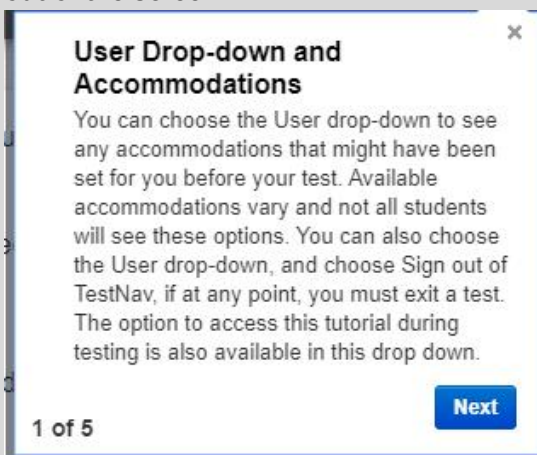 ×
User Drop-down and
Accommodations
You can choose the User drop-down to see
any accommodations that might have been
set for you before your test. Available
accommodations vary and not all students
will see these options. You can also choose
the User drop-down, and choose Sign out of
TestNav, if at any point, you must exit a test.
The option to access this tutorial during
testing is also available in this drop down.
Next
1 of 5